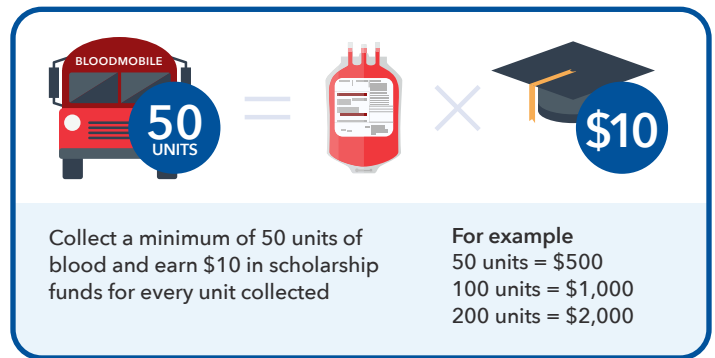 BLOODMOBILE
50
UNITS
$10
Collect a minimum of 50 units of
blood and earn $10 in scholarship
funds for every unit collected
For example
50 units = $500
100 units = $1,000
200 units = $2,000